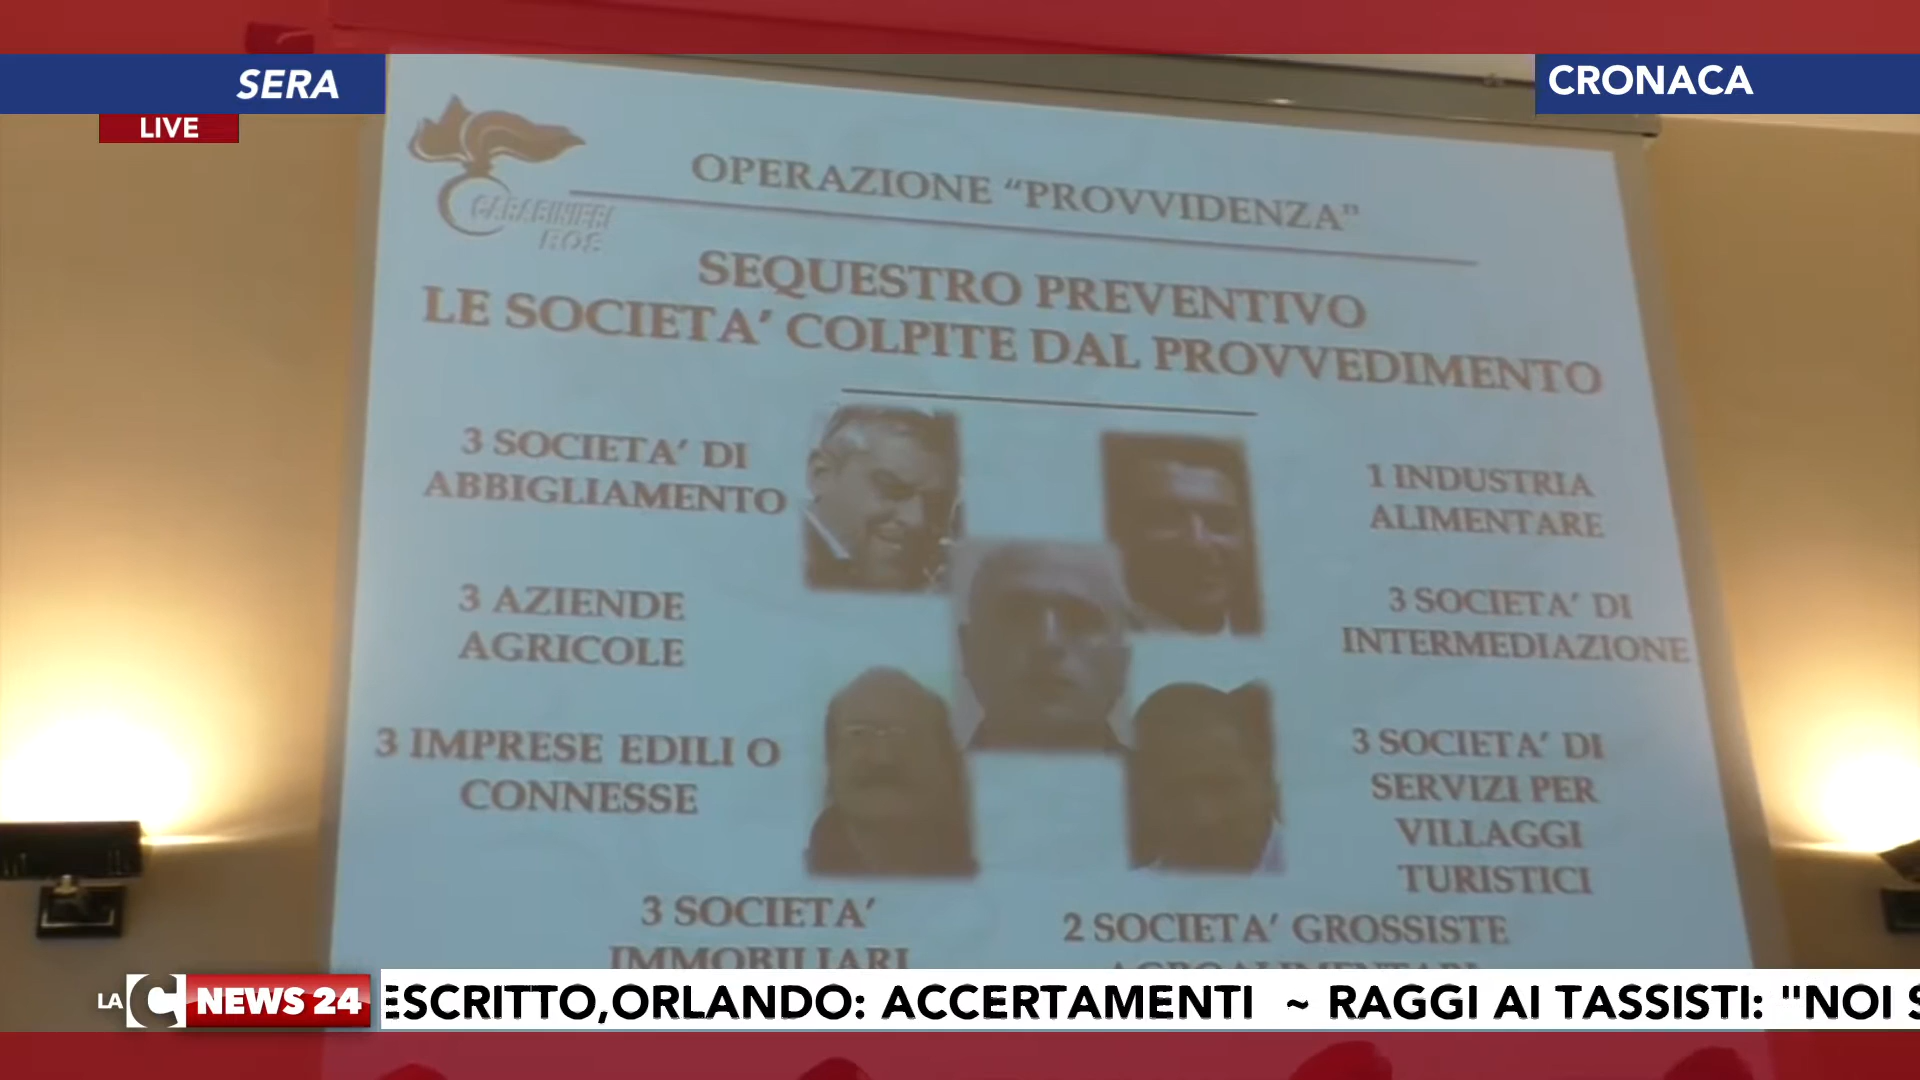 SERA
CRONACA
LIVE
CARABINIERI
ROS
OPERAZIONE “PROVVIDENZA”
SEQUESTRO PREVENTIVO
LE SOCIETA’ COLPITE DAL PROVVEDIMENTO
3 SOCIETA’ DI
ABBIGLIAMENTO
3 AZIENDE
AGRICOLE
3 IMPRESE EDILI O
CONNESSE
3 SOCIETA’
IMMOBILIARI
1 INDUSTRIA
ALIMENTARE
3 SOCIETA’ DI
INTERMEDIAZIONE
3 SOCIETA’ DI
SERVIZI PER
VILLAGGI
TURISTICI
2 SOCIETA’ GROSSISTE
AGROALIMENTARI
LA C NEWS 24
ESCRITTO,ORLANDO: ACCERTAMENTI ~ RAGGI AI TASSISTI: "NOI S